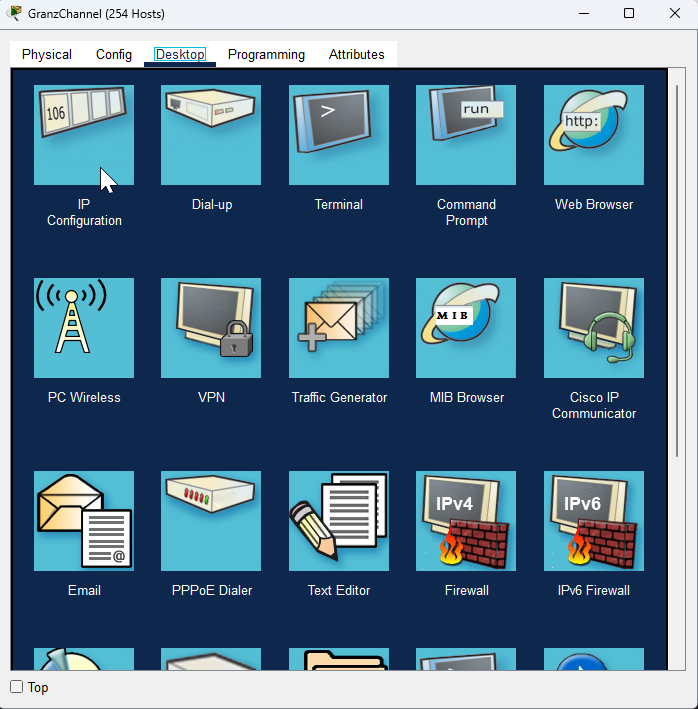 GranzChannel (254 Hosts)
Physical Config Desktop Programming Attributes
106
>
run
http:
IP
Configuration
Dial-up
Terminal
Command
Prompt
Web Browser
MIB
PC Wireless
VPN
Traffic Generator
MIB Browser
Cisco IP
Communicator
@
IPv4
IPv6
Email
PPPoE Dialer
Text Editor
Firewall
IPv6 Firewall
Top